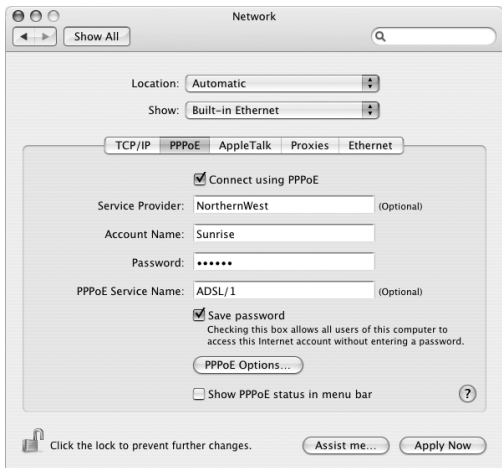 Network
Show All
Location: Automatic
Show: Built-in Ethernet
TCP/IP PPPoE AppleTalk Proxies Ethernet
Connect using PPPoE
Service Provider: NorthernWest (Optional)
Account Name: Sunrise
Password: ••••••
PPPoE Service Name: ADSL/1 (Optional)
Save password
Checking this box allows all users of this computer to
access this Internet account without entering a password.
PPPoE Options...
Show PPPoE status in menu bar ?
Click the lock to prevent further changes. Assist me... Apply Now